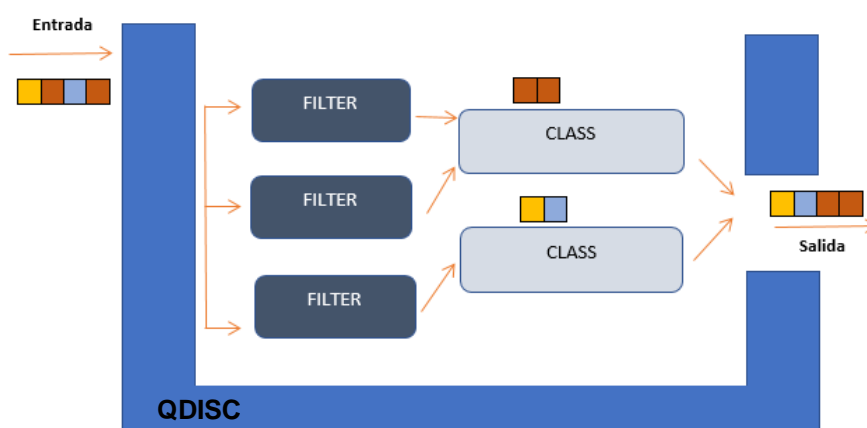 Entrada
FILTER
CLASS
FILTER
CLASS
FILTER
Salida
QDISC